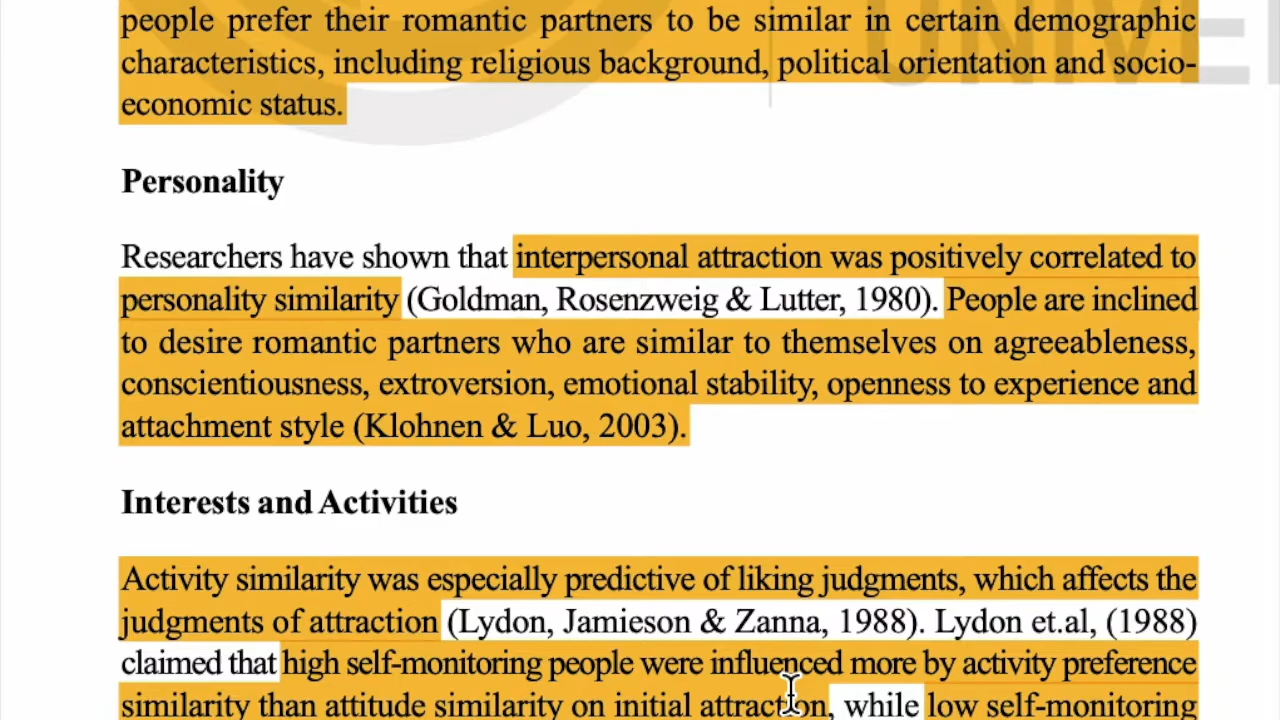 people prefer their romantic partners to be similar in certain demographic
characteristics, including religious background, political orientation and socio-
economic status.
Personality
Researchers have shown that interpersonal attraction was positively correlated to
personality similarity (Goldman, Rosenzweig & Lutter, 1980). People are inclined
to desire romantic partners who are similar to themselves on agreeableness,
conscientiousness, extroversion, emotional stability, openness to experience and
attachment style (Klohnen & Luo, 2003).
Interests and Activities
Activity similarity was especially predictive of liking judgments, which affects the
judgments of attraction (Lydon, Jamieson & Zanna, 1988). Lydon et.al, (1988)
claimed that high self-monitoring people were influenced more by activity preference
similarity than attitude similarity on initial attraction, while low self-monitoring